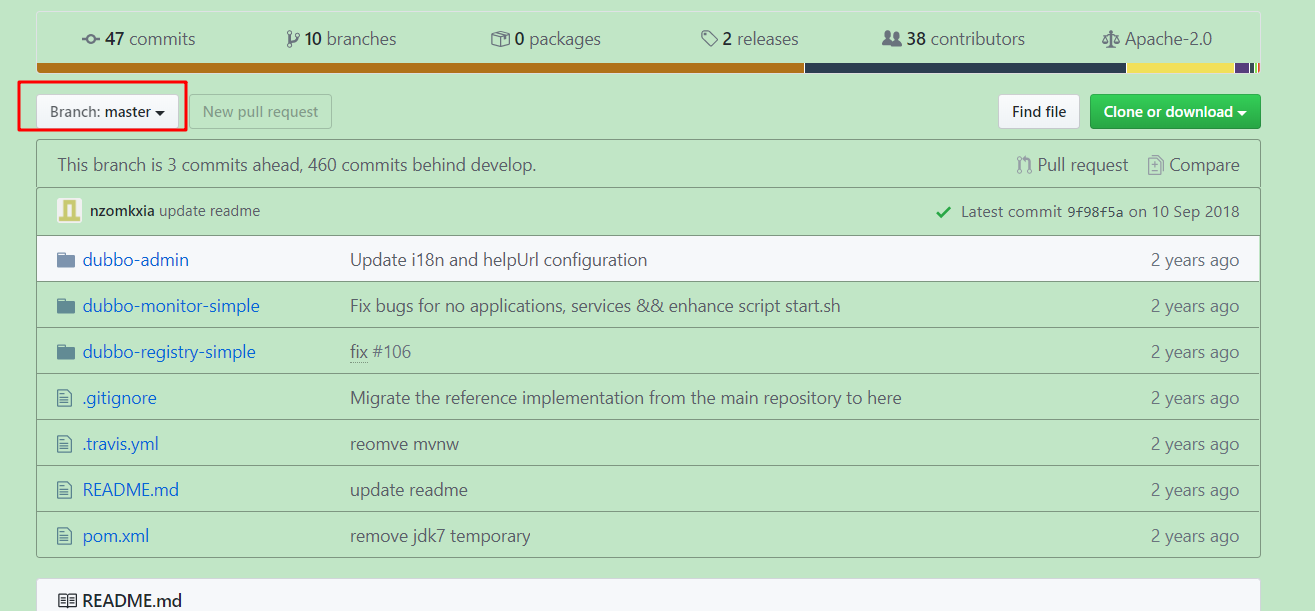 47 commits 10 branches 0 packages 2 releases 38 contributors Apache-2.0
Branch: master New pull request Find file Clone or download
This branch is 3 commits ahead, 460 commits behind develop. Pull request Compare
nzomkxia update readme Latest commit 9f98f5a on 10 Sep 2018
dubbo-admin Update i18n and helpUrl configuration 2 years ago
dubbo-monitor-simple Fix bugs for no applications, services && enhance script start.sh 2 years ago
dubbo-registry-simple fix #106 2 years ago
.gitignore Migrate the reference implementation from the main repository to here 2 years ago
.travis.yml reomve mvnw 2 years ago
README.md update readme 2 years ago
pom.xml remove jdk7 temporary 2 years ago
README.md